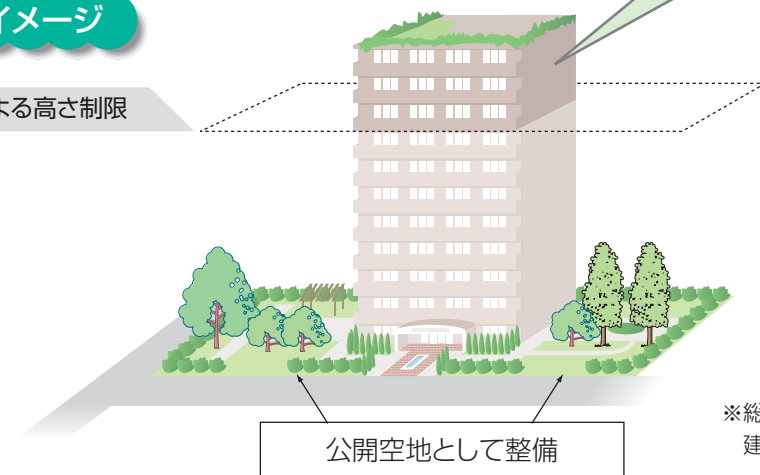 イメージ
よる高さ制限
公開空地として整備
※総
建